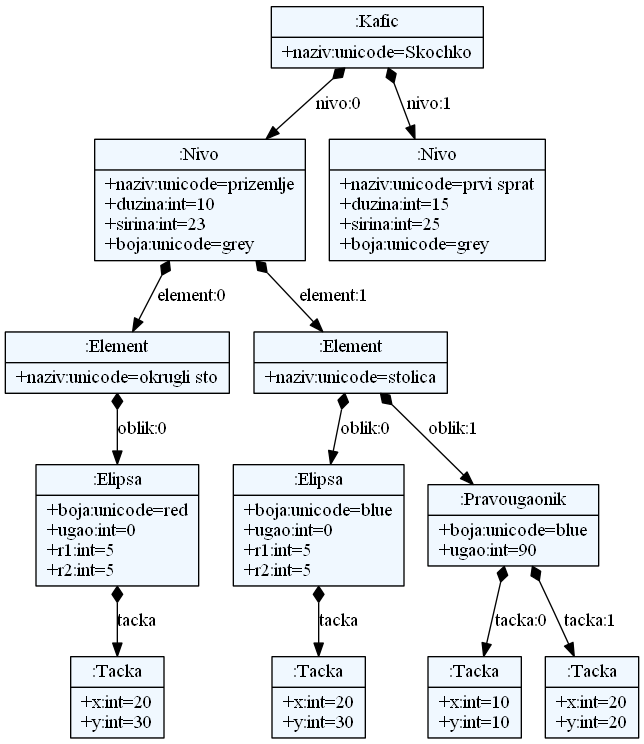 :Kafic
+naziv:unicode=Skochko
nivo:0
nivo:1
:Nivo
+naziv:unicode=prizemlje
+duzina:int=10
+sirina:int=23
+boja:unicode=grey
:Nivo
+naziv:unicode=prvi sprat
+duzina:int=15
+sirina:int=25
+boja:unicode=grey
element:0
element:1
:Element
+naziv:unicode=okrugli sto
:Element
+naziv:unicode=stolica
oblik:0
oblik:0
oblik:1
:Elipsa
+boja:unicode=red
+ugao:int=0
+r1:int=5
+r2:int=5
:Elipsa
+boja:unicode=blue
+ugao:int=0
+r1:int=5
+r2:int=5
:Pravougaonik
+boja:unicode=blue
+ugao:int=90
tacka
tacka
tacka:0
tacka:1
:Tacka
+x:int=20
+y:int=30
:Tacka
+x:int=20
+y:int=30
:Tacka
+x:int=10
+y:int=10
:Tacka
+x:int=20
+y:int=20